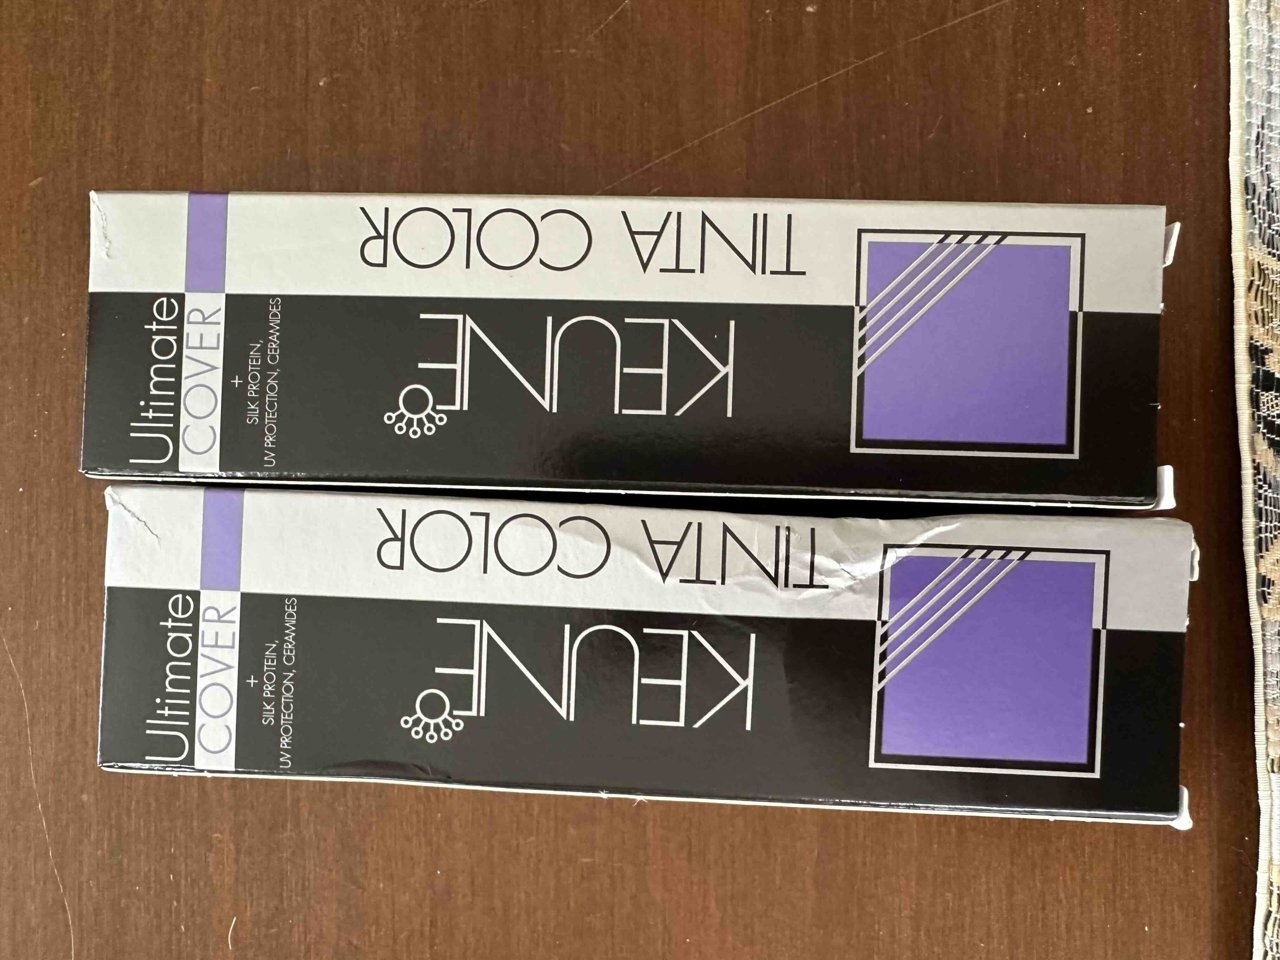 TINTA COLOR
KEUNE
Ultimate
COVER
+
SILK PROTEIN,
UV PROTECTION, CERAMIDES
TINTA COLOR
KEUNE
Ultimate
COVER
+
SILK PROTEIN,
UV PROTECTION, CERAMIDES